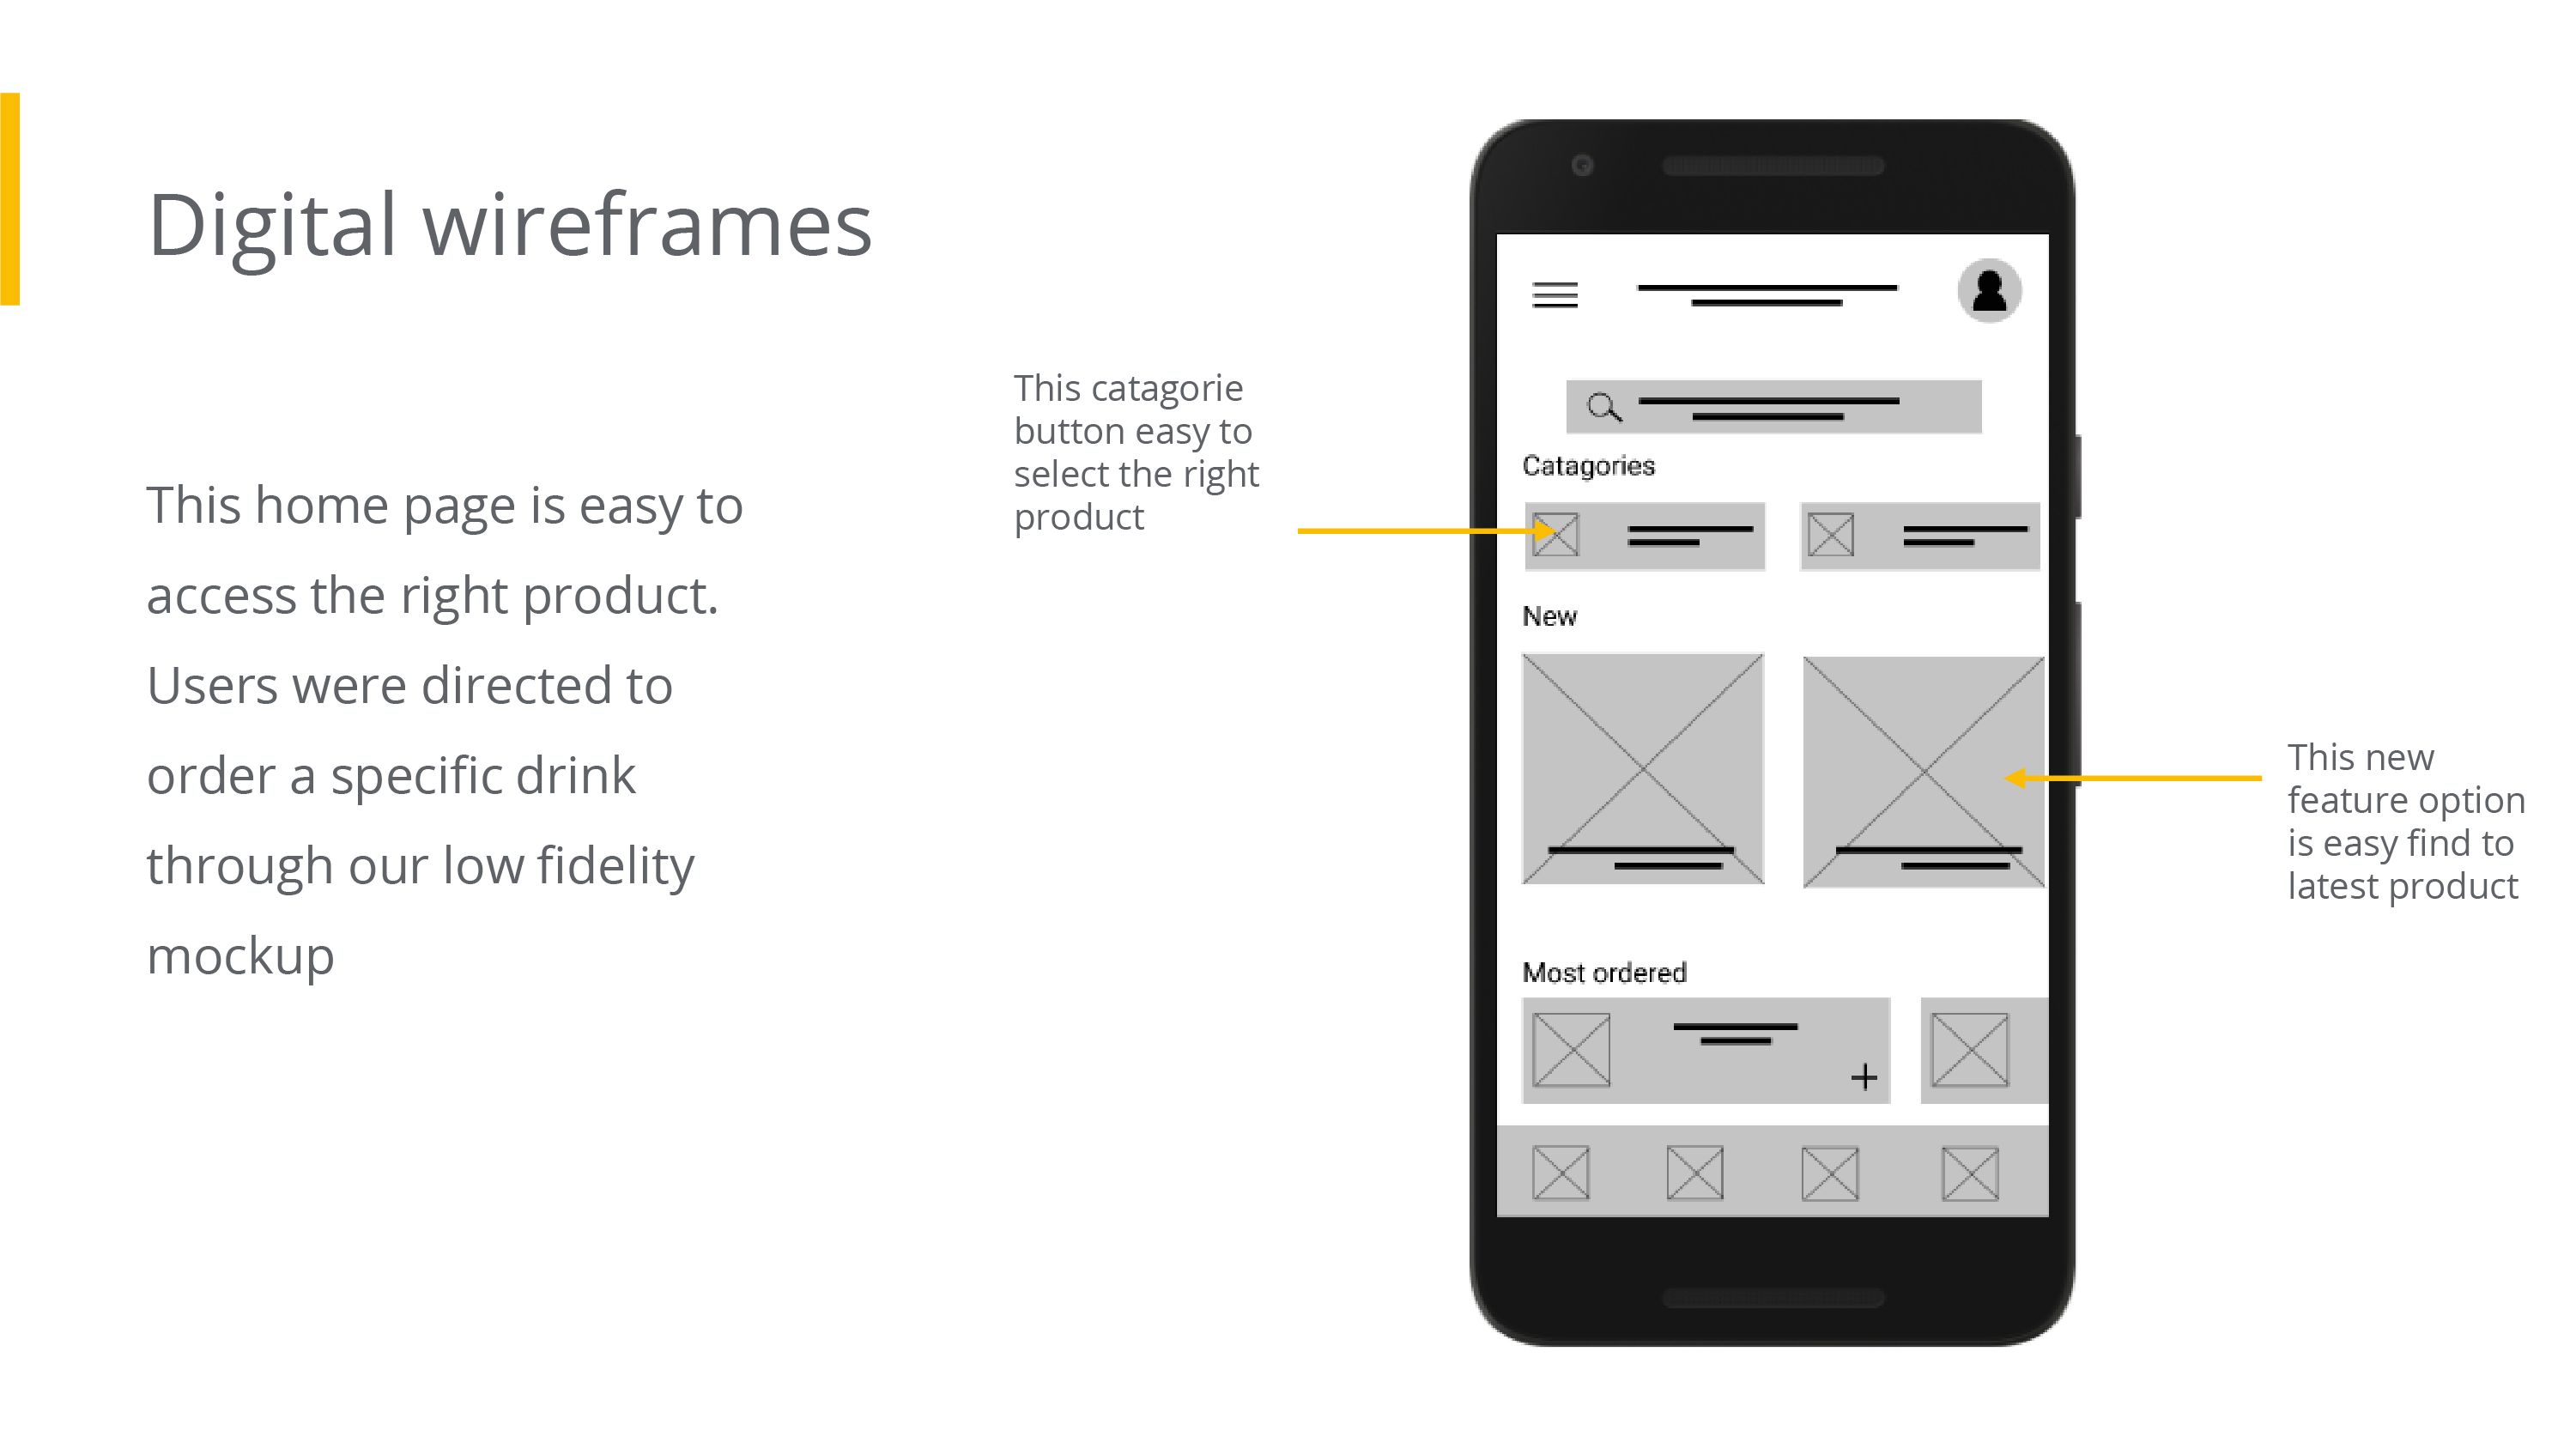 Digital wireframes
This home page is easy to
access the right product.
Users were directed to
order a specific drink
through our low fidelity
mockup
This catagorie
button easy to
select the right
product
Catagories
New
Most ordered
This new
feature option
is easy find to
latest product